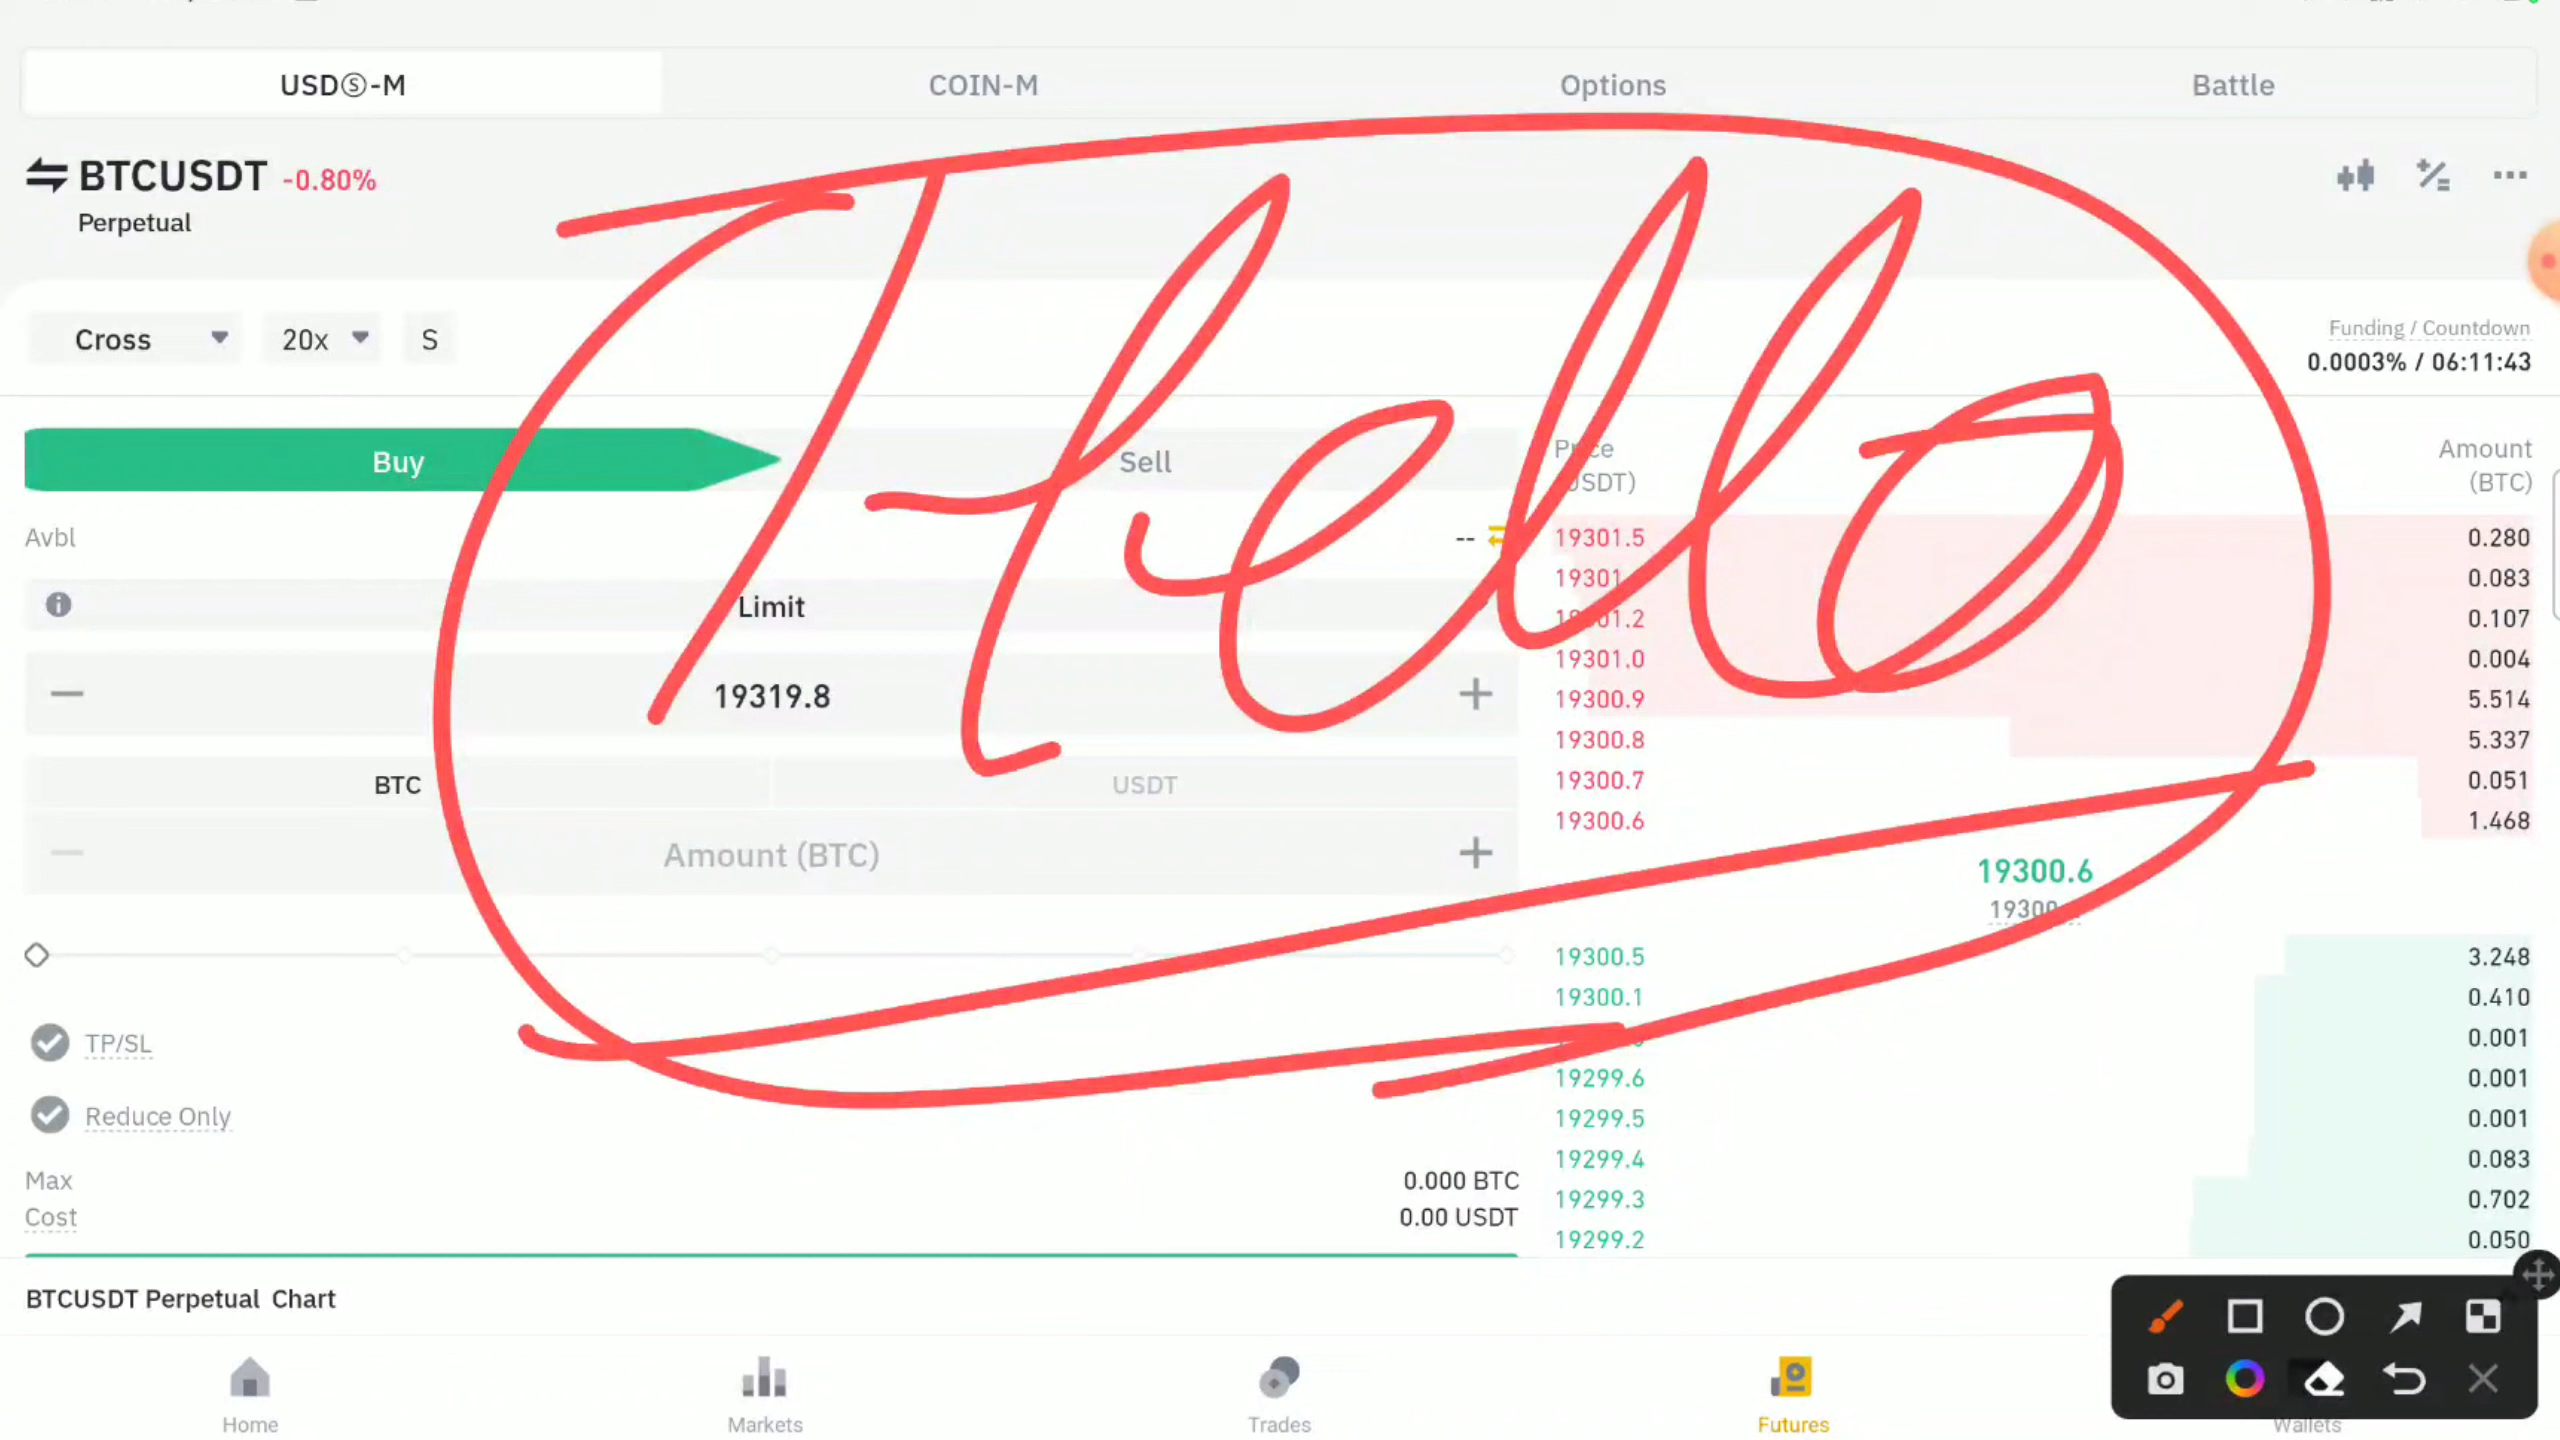 USDⓈ-M COIN-M Options Battle
BTCUSDT -0.80%
Perpetual
Hello
Cross 20x S
Funding / Countdown
0.0003% / 06:11:43
Buy Sell
Avbl --
Limit
19319.8
BTC USDT
Amount (BTC)
TP/SL
Reduce Only
Max 0.000 BTC
Cost 0.00 USDT
Amount
(BTC)
19301.5 0.280
0.083
0.107
19301.0 0.004
19300.9 5.514
19300.8 5.337
19300.7 0.051
19300.6 1.468
19300.6
19300.5 3.248
19300.1 0.410
0.001
19299.6 0.001
19299.5 0.001
19299.4 0.083
19299.3 0.702
19299.2 0.050
BTCUSDT Perpetual Chart
Home Markets Trades Futures Wallets